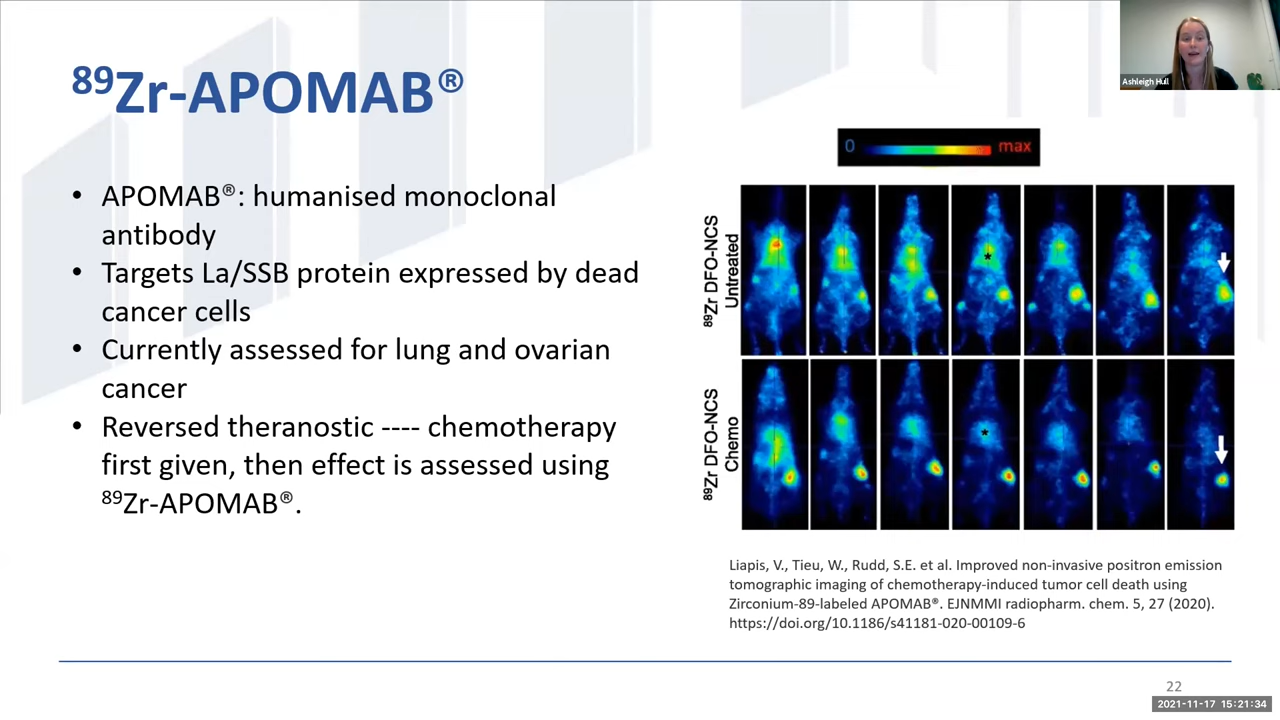 Ashleigh Hull
⁸⁹Zr-APOMAB®
• APOMAB®: humanised monoclonal
antibody
• Targets La/SSB protein expressed by dead
cancer cells
• Currently assessed for lung and ovarian
cancer
• Reversed theranostic ---- chemotherapy
first given, then effect is assessed using
⁸⁹Zr-APOMAB®.
0 max
⁸⁹Zr DFO-NCS
Untreated
*
⁸⁹Zr DFO-NCS
Chemo
*
Liapis, V., Tieu, W., Rudd, S.E. et al. Improved non-invasive positron emission
tomographic imaging of chemotherapy-induced tumor cell death using
Zirconium-89-labeled APOMAB®. EJNMMI radiopharm. chem. 5, 27 (2020).
https://doi.org/10.1186/s41181-020-00109-6
22
2021-11-17 15:21:34